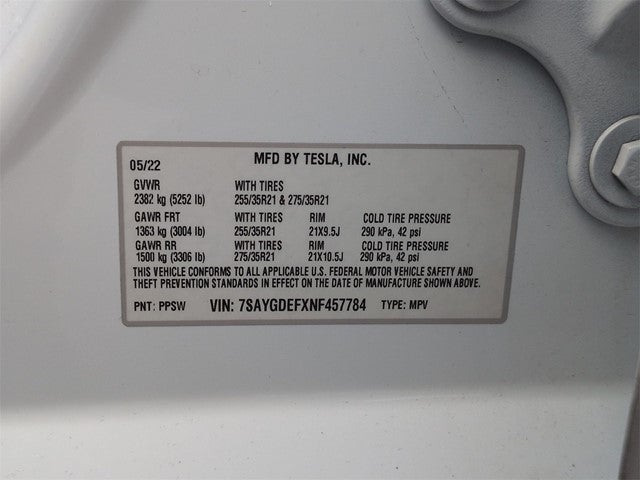 05/22 MFD BY TESLA, INC.
GVWR WITH TIRES
2382 kg (5252 lb) 255/35R21 & 275/35R21
GAWR FRT WITH TIRES RIM COLD TIRE PRESSURE
1363 kg (3004 lb) 255/35R21 21X9.5J 290 kPa, 42 psi
GAWR RR WITH TIRES RIM COLD TIRE PRESSURE
1500 kg (3306 lb) 275/35R21 21X10.5J 290 kPa, 42 psi
THIS VEHICLE CONFORMS TO ALL APPLICABLE U.S. FEDERAL MOTOR VEHICLE SAFETY AND
THEFT PREVENTION STANDARDS IN EFFECT ON THE DATE OF MANUFACTURE SHOWN ABOVE.
PNT: PPSW VIN: 7SAYGDEFXNF457784 TYPE: MPV